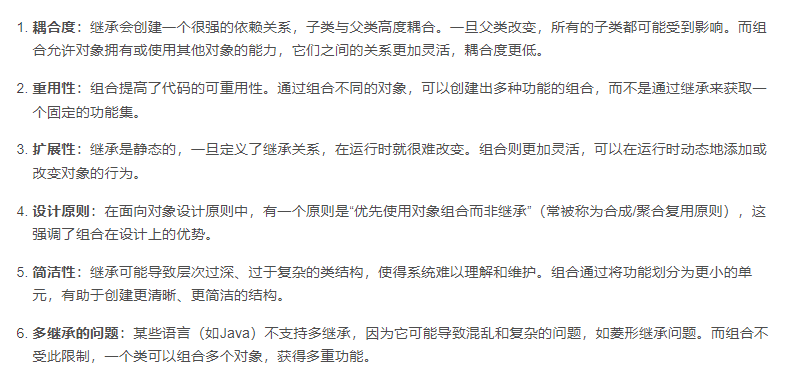 1. 耦合度：继承会创建一个很强的依赖关系，子类与父类高度耦合。一旦父类改变，所有的子类都可能受到影响。而组
合允许对象拥有或使用其他对象的能力，它们之间的关系更加灵活，耦合度更低。
2. 重用性：组合提高了代码的可重用性。通过组合不同的对象，可以创建出多种功能的组合，而不是通过继承来获取一
个固定的功能集。
3. 扩展性：继承是静态的，一旦定义了继承关系，在运行时就很难改变。组合则更加灵活，可以在运行时动态地添加或
改变对象的行为。
4. 设计原则：在面向对象设计原则中，有一个原则是“优先使用对象组合而非继承”（常被称为合成/聚合复用原则），这
强调了组合在设计上的优势。
5. 简洁性：继承可能导致层次过深、过于复杂的类结构，使得系统难以理解和维护。组合通过将功能划分为更小的单
元，有助于创建更清晰、更简洁的结构。
6. 多继承的问题：某些语言（如Java）不支持多继承，因为它可能导致混乱和复杂的问题，如菱形继承问题。而组合不
受此限制，一个类可以组合多个对象，获得多重功能。